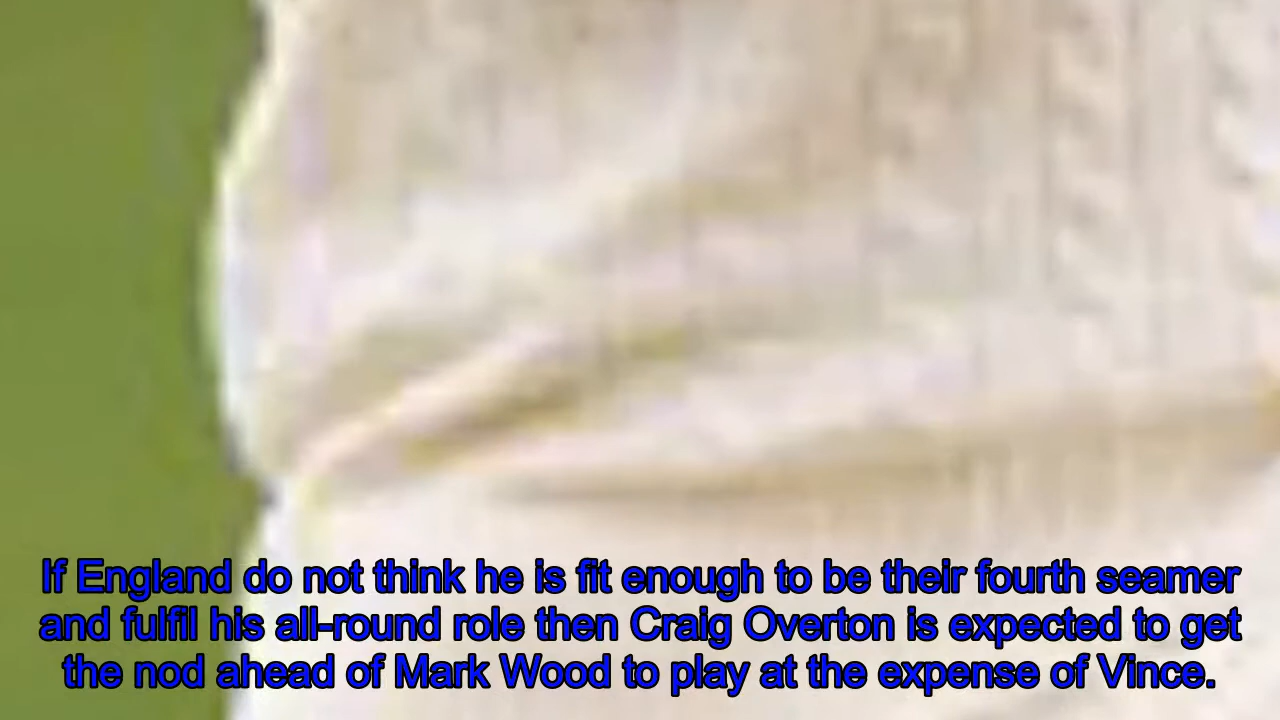 If England do not think he is fit enough to be their fourth seamer
and fulfil his all-round role then Craig Overton is expected to get
the nod ahead of Mark Wood to play at the expense of Vince.